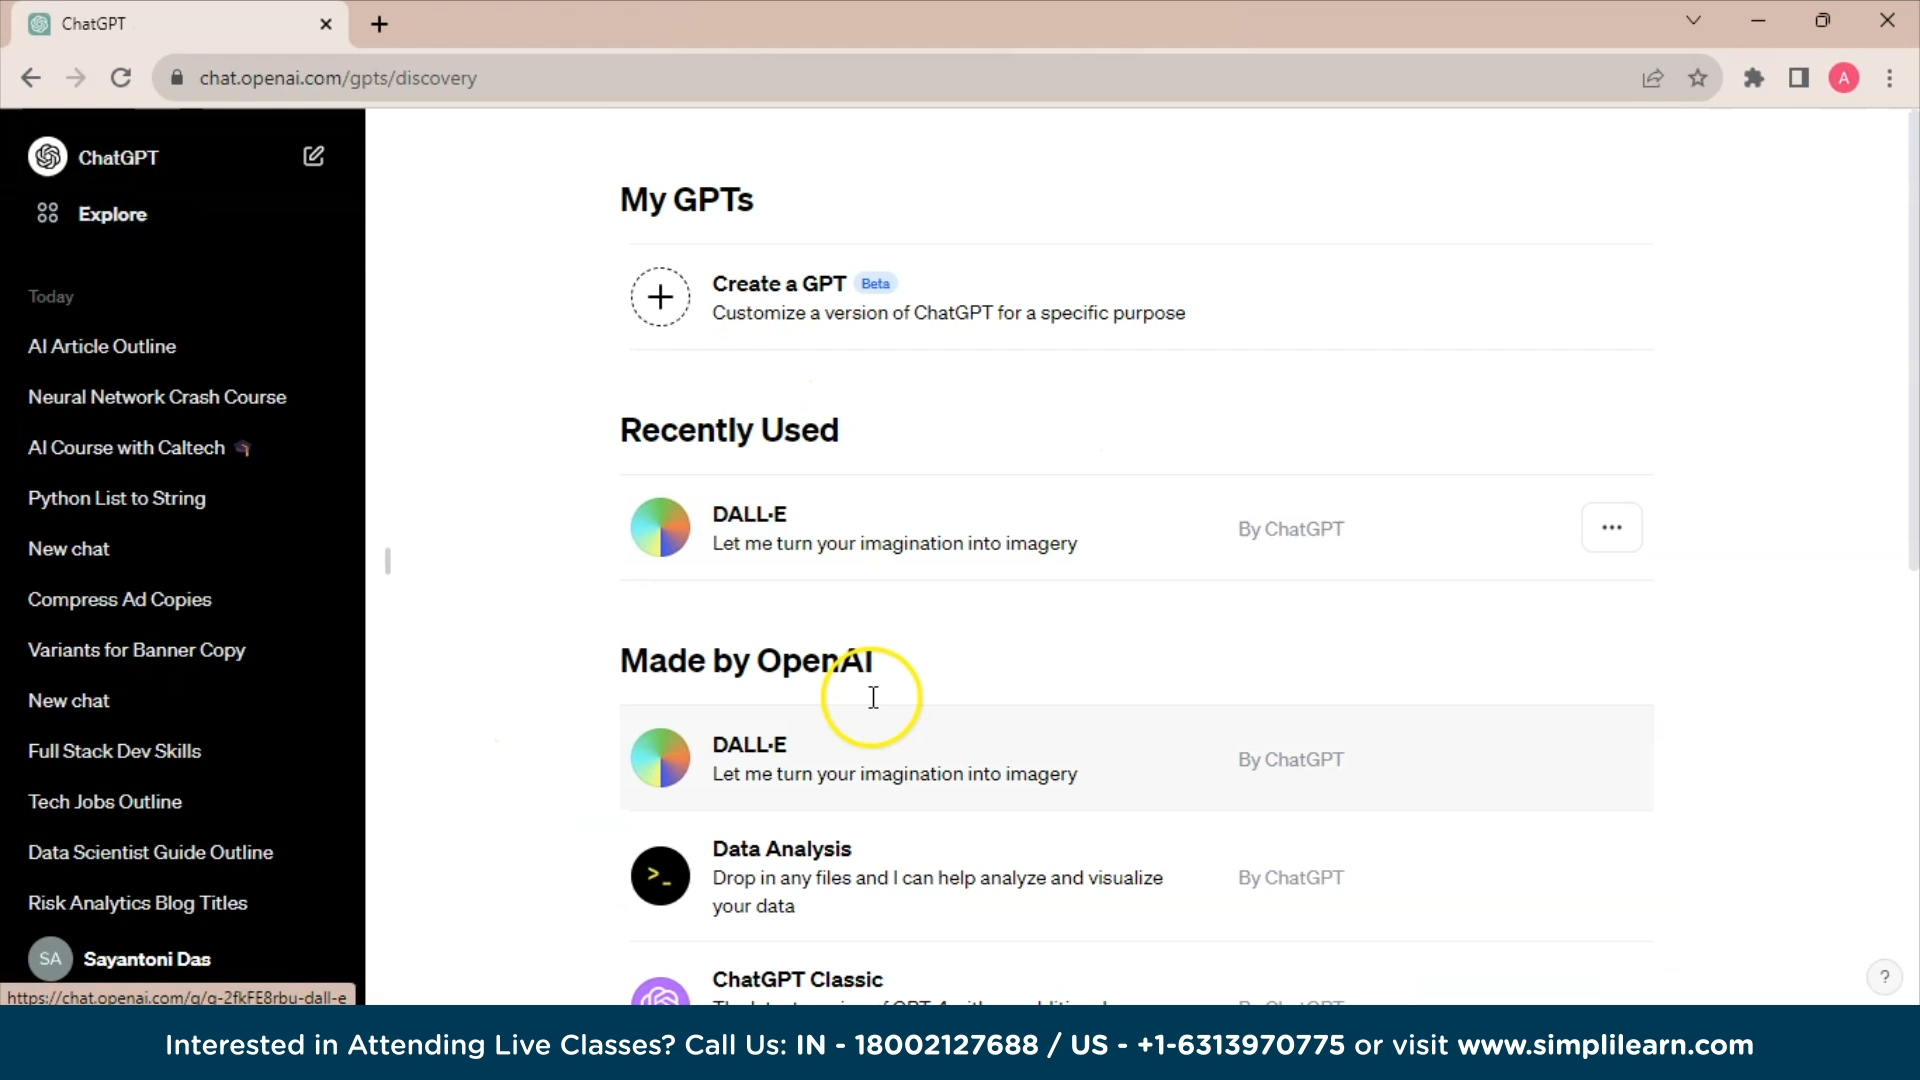 ChatGPT
chat.openai.com/gpts/discovery
A
ChatGPT
Explore
Today
AI Article Outline
Neural Network Crash Course
AI Course with Caltech 🎓
Python List to String
New chat
Compress Ad Copies
Variants for Banner Copy
New chat
Full Stack Dev Skills
Tech Jobs Outline
Data Scientist Guide Outline
Risk Analytics Blog Titles
SA Sayantoni Das
https://chat.openai.com/g/g-2fkFE8rbu-dall-e
My GPTs
Create a GPT Beta
Customize a version of ChatGPT for a specific purpose
Recently Used
DALL·E
Let me turn your imagination into imagery
By ChatGPT
Made by OpenAI
DALL·E
Let me turn your imagination into imagery
By ChatGPT
Data Analysis
Drop in any files and I can help analyze and visualize
your data
By ChatGPT
ChatGPT Classic
?
Interested in Attending Live Classes? Call Us: IN - 18002127688 / US - +1-6313970775 or visit www.simplilearn.com